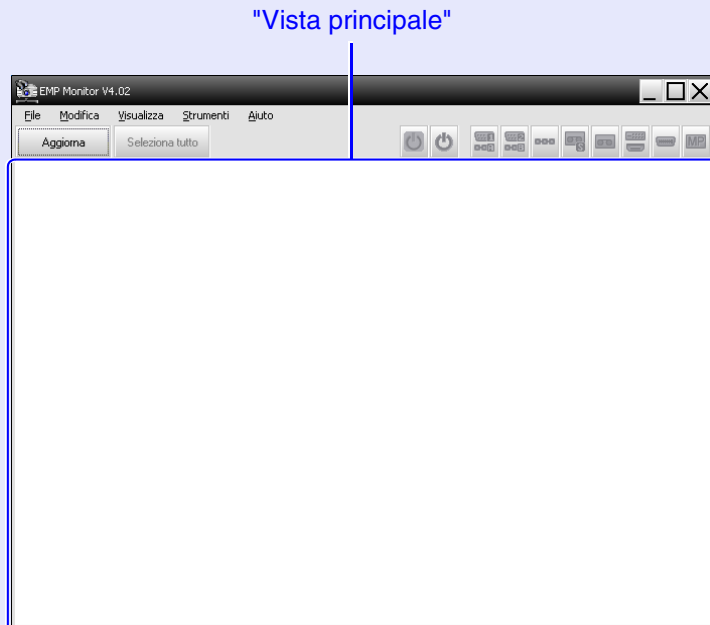 "Vista principale"
EMP Monitor V4.02
File Modifica Visualizza Strumenti Aiuto
Aggiorna Seleziona tutto MP